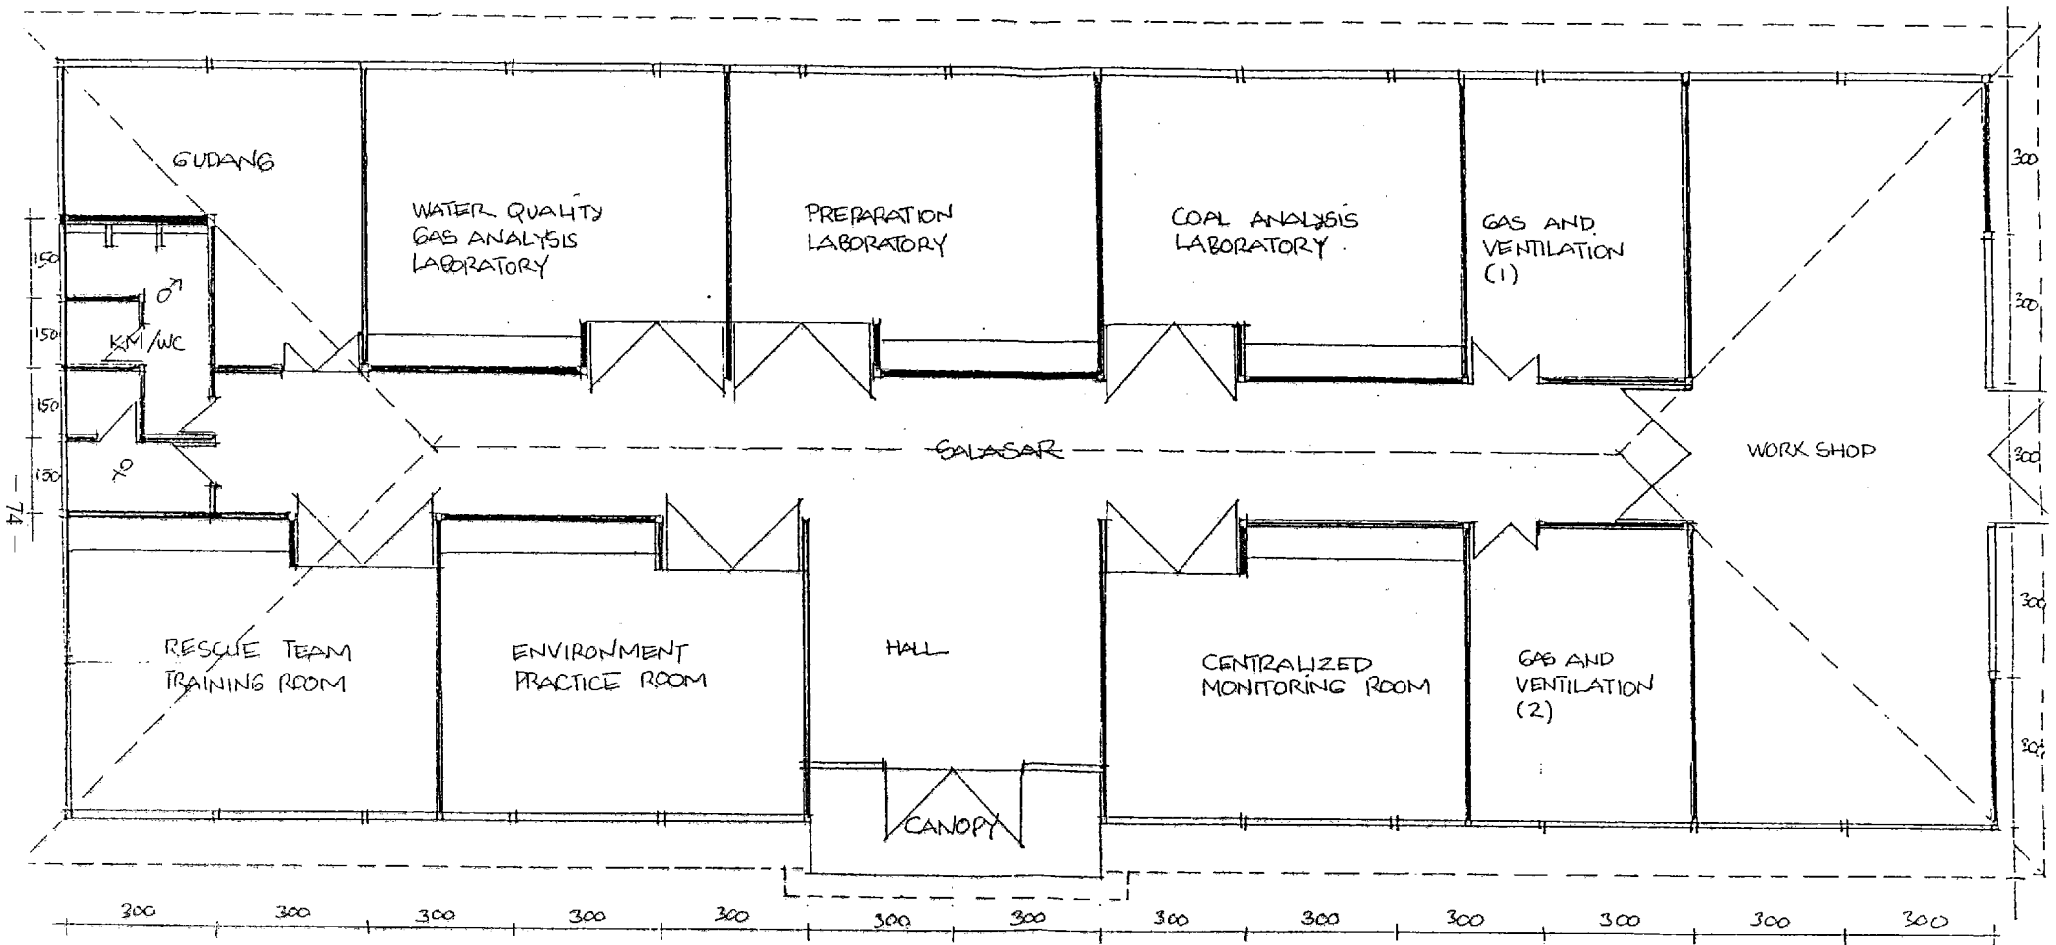 GUDANG
WATER QUALITY
GAS ANALYSIS
LABORATORY
PREPARATION
LABORATORY
COAL ANALYSIS
LABORATORY.
GAS AND
VENTILATION
(1)
300
300
300
300
300
150
150
150
150
♂
KM/WC
♀
SALASAR
WORK SHOP
- 74 -
RESCUE TEAM
TRAINING ROOM
ENVIRONMENT
PRACTICE ROOM
HALL
CENTRALIZED
MONITORING ROOM
GAS AND
VENTILATION
(2)
CANOPY
300 300 300 300 300 300 300 300 300 300 300 300 300